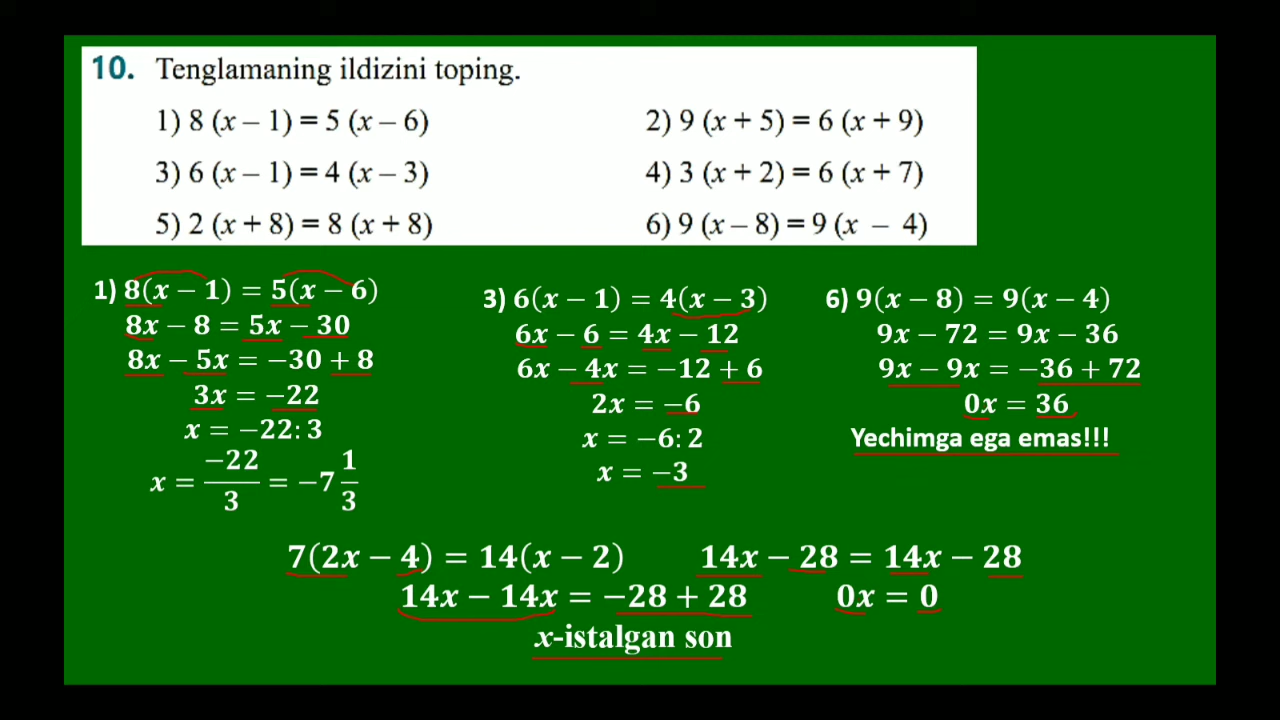 10. Tenglamaning ildizini toping.
1) 8 (x – 1) = 5 (x – 6)
2) 9 (x + 5) = 6 (x + 9)
3) 6 (x – 1) = 4 (x – 3)
4) 3 (x + 2) = 6 (x + 7)
5) 2 (x + 8) = 8 (x + 8)
6) 9 (x – 8) = 9 (x – 4)
1) 8(x − 1) = 5(x − 6)
8x − 8 = 5x − 30
8x − 5x = −30 + 8
3x = −22
x = −22: 3
x = −22/3 = −7 1/3
3) 6(x − 1) = 4(x − 3)
6x − 6 = 4x − 12
6x − 4x = −12 + 6
2x = −6
x = −6: 2
x = −3
6) 9(x − 8) = 9(x − 4)
9x − 72 = 9x − 36
9x − 9x = −36 + 72
0x = 36
Yechimga ega emas!!!
7(2x − 4) = 14(x − 2)
14x − 28 = 14x − 28
14x − 14x = −28 + 28
0x = 0
x-istalgan son